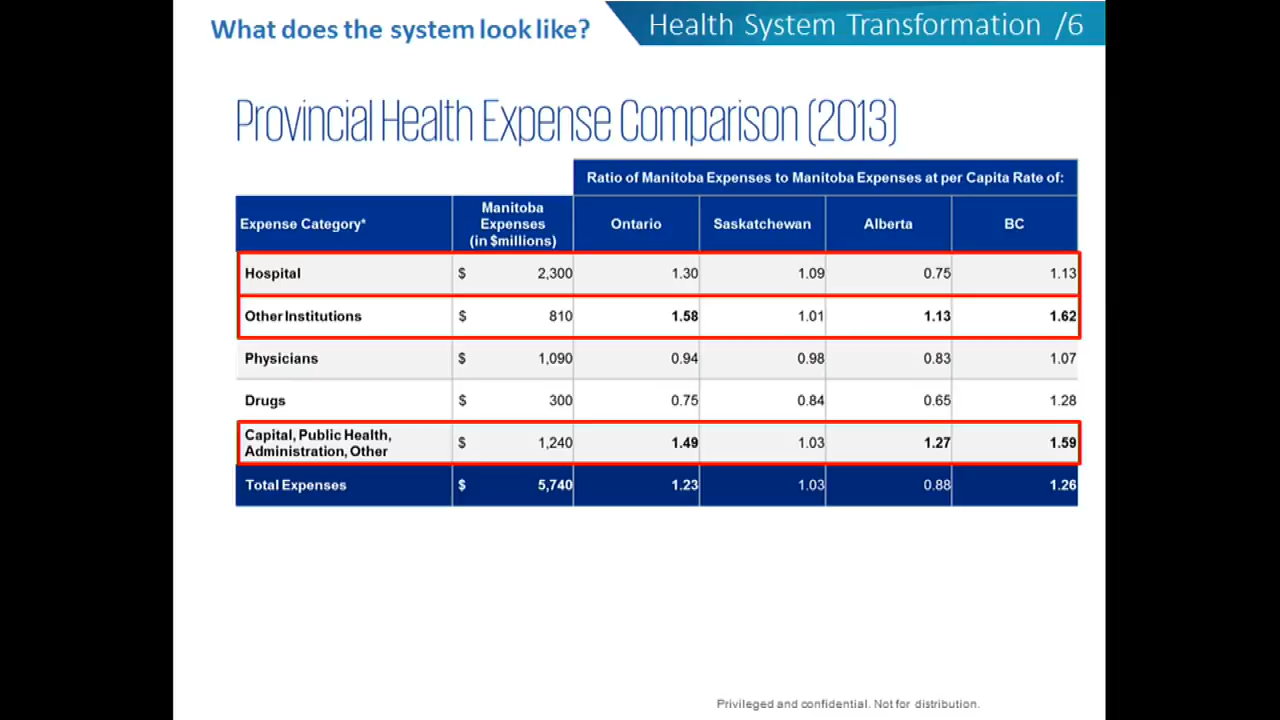 What does the system look like?
Health System Transformation /6
Provincial Health Expense Comparison (2013)
Ratio of Manitoba Expenses to Manitoba Expenses at per Capita Rate of:
Expense Category*
Manitoba
Expenses
(in $millions)
Ontario
Saskatchewan
Alberta
BC
Hospital $ 2,300 1.30 1.09 0.75 1.13
Other Institutions $ 810 1.58 1.01 1.13 1.62
Physicians $ 1,090 0.94 0.98 0.83 1.07
Drugs $ 300 0.75 0.84 0.65 1.28
Capital, Public Health,
Administration, Other $ 1,240 1.49 1.03 1.27 1.59
Total Expenses $ 5,740 1.23 1.03 0.88 1.26
Privileged and confidential. Not for distribution.